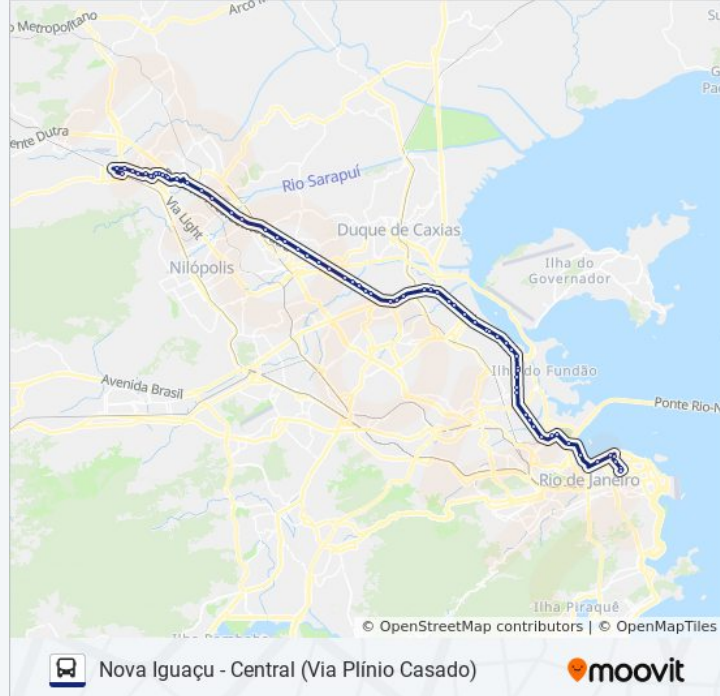 Arco M
o Metropolitano
ente Dutra
Rio Sarapuí
Via Light
Duque de Caxias
Nilópolis
Ilha do
Governador
Avenida Brasil
Ilha do Fundão
Ponte Rio-N
Rio de Janeiro
Ilha Piraquê
© OpenStreetMap contributors | © OpenMapTiles
Nova Iguaçu - Central (Via Plínio Casado)
moovit